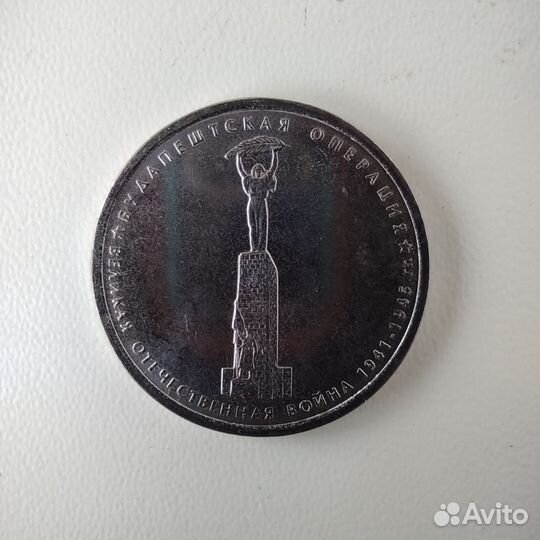 БУДАПЕШТСКАЯ ОПЕРАЦИЯ
ВЕЛИКАЯ ОТЕЧЕСТВЕННАЯ ВОЙНА 1941-1945 ГГ.
Avito